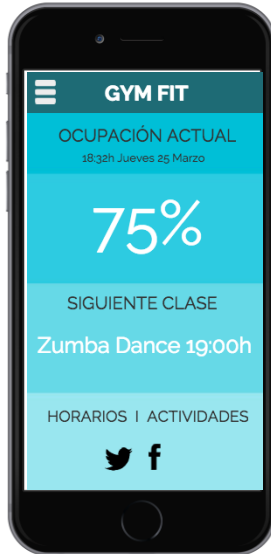 GYM FIT
OCUPACIÓN ACTUAL
18:32h Jueves 25 Marzo
75%
SIGUIENTE CLASE
Zumba Dance 19:00h
HORARIOS I ACTIVIDADES